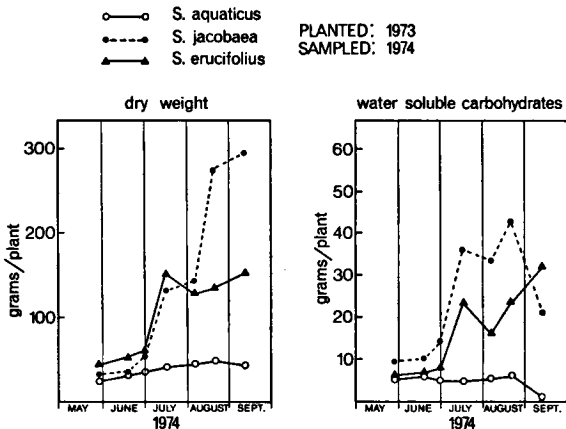 S. aquaticus
S. jacobaea
S. erucifolius
PLANTED: 1973
SAMPLED: 1974
dry weight
grams/plant
300
200
100
MAY JUNE JULY AUGUST SEPT.
1974
water soluble carbohydrates
grams/plant
60
50
40
30
20
10
MAY JUNE JULY AUGUST SEPT.
1974